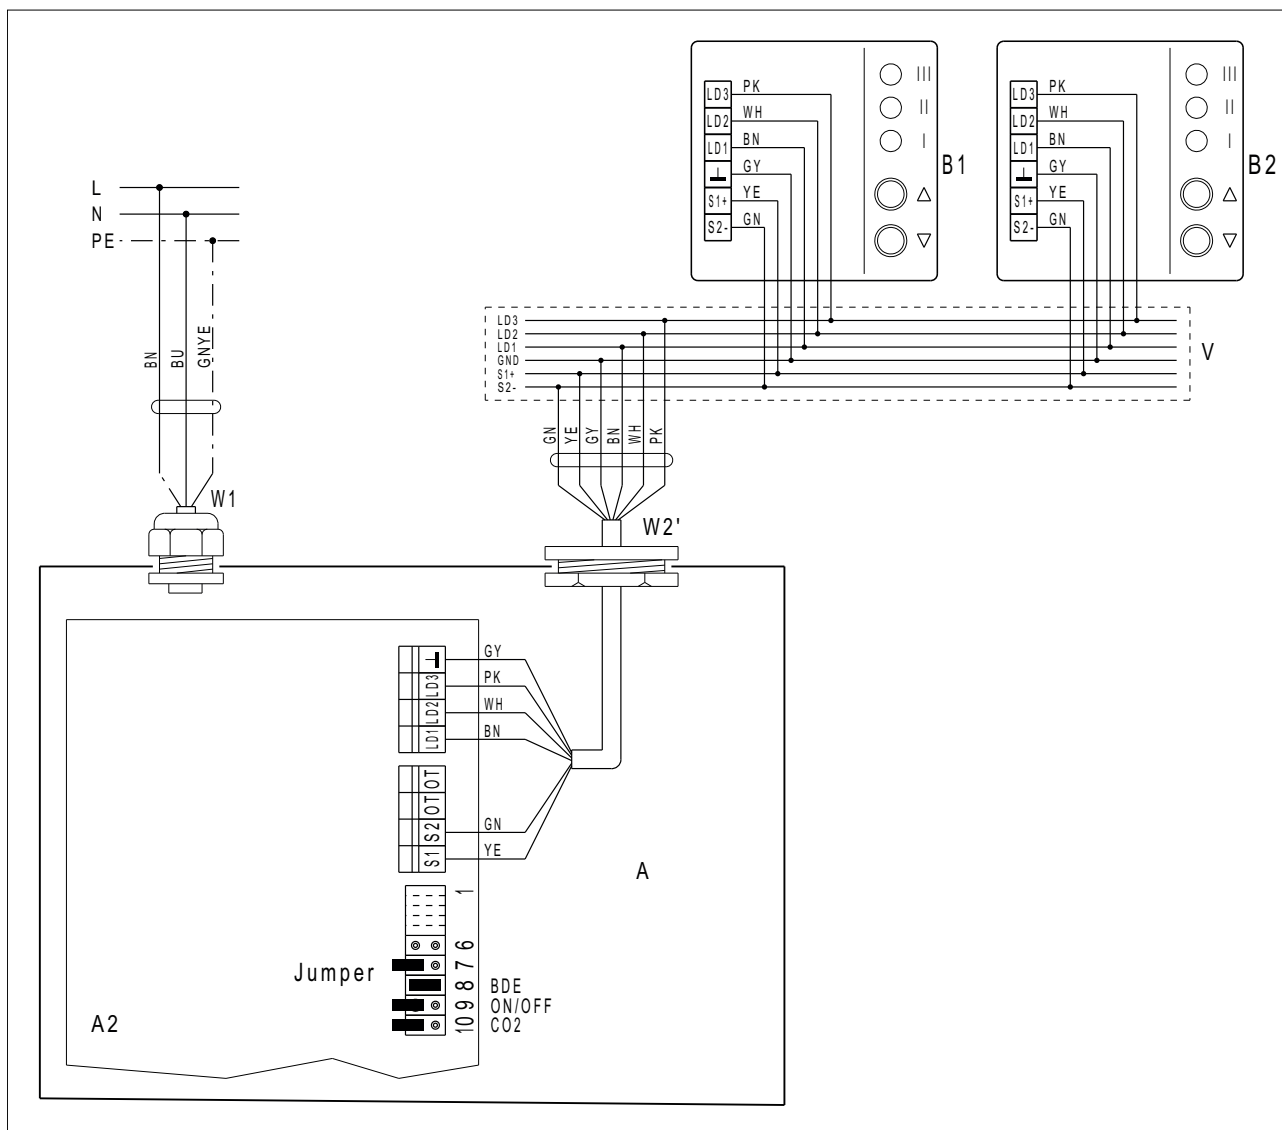 LD3 PK
LD2 WH
LD1 BN
GY
S1+ YE
S2- GN
III
II
I
B1
LD3 PK
LD2 WH
LD1 BN
GY
S1+ YE
S2- GN
III
II
I
B2
L
N
PE
BN
BU
GNYE
W1
LD3
LD2
LD1
GND
S1+
S2-
V
GN
YE
GY
BN
WH
PK
W2'
GY
LD3 PK
LD2 WH
LD1 BN
OT
OT
S2 GN
S1 YE
A
1
6
7
8 BDE
9 ON/OFF
10 CO2
Jumper
A2